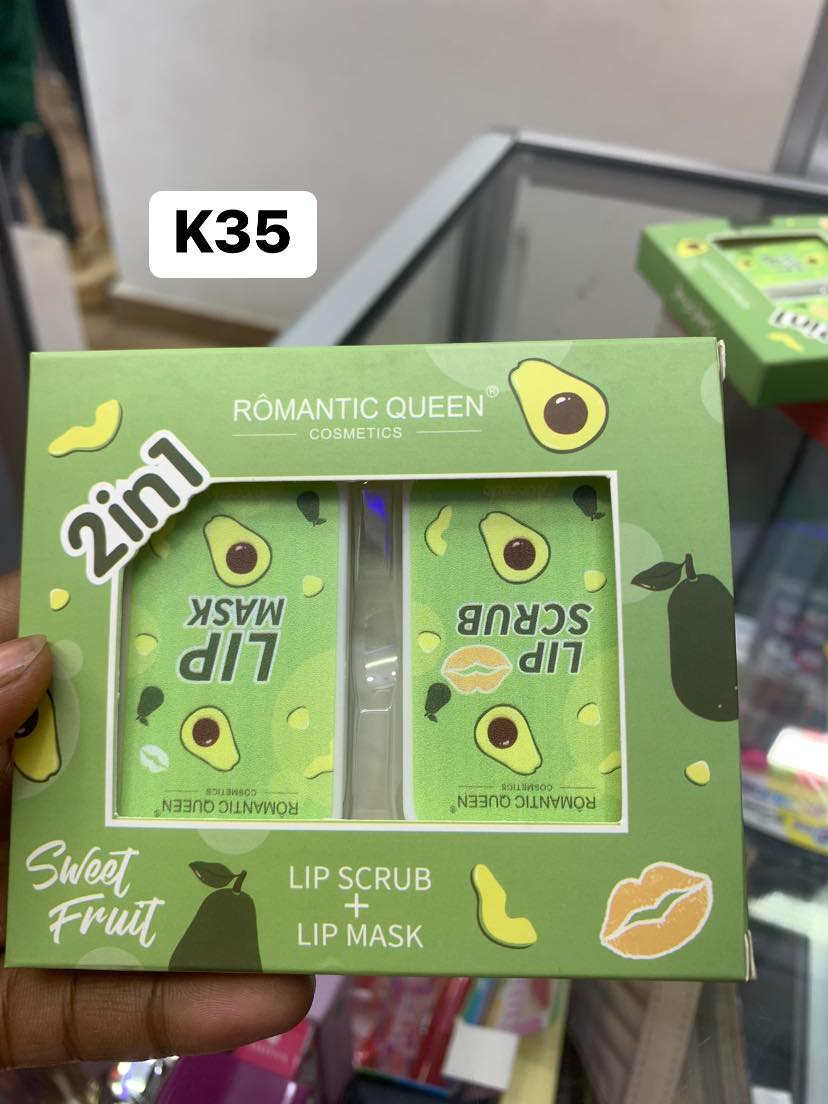 K35
RÔMANTIC QUEEN®
COSMETICS
2in1
LIP
MASK
RÔMANTIC QUEEN®
COSMETICS
LIP
SCRUB
RÔMANTIC QUEEN®
COSMETICS
Sweet
Fruit
LIP SCRUB
+
LIP MASK
2in1